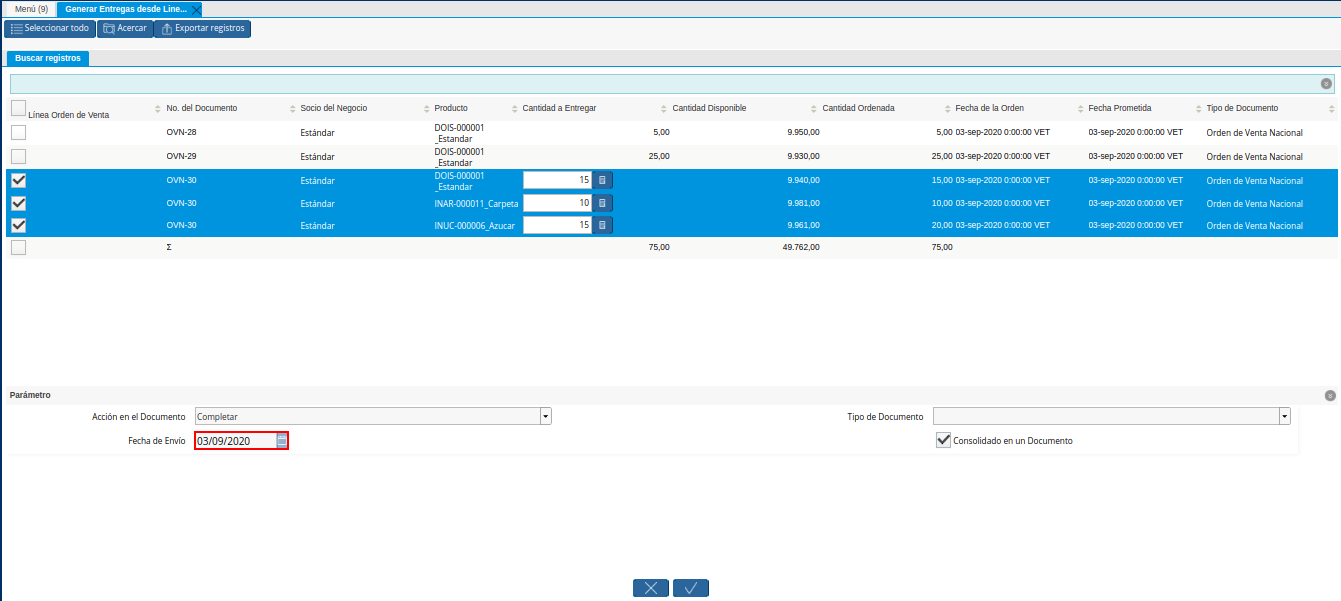 Menú (9) Generar Entregas desde Line...
Seleccionar todo Acercar Exportar registros
Buscar registros
Línea Orden de Venta No. del Documento Socio del Negocio Producto Cantidad a Entregar Cantidad Disponible Cantidad Ordenada Fecha de la Orden Fecha Prometida Tipo de Documento
OVN-28 Estándar DOIS-000001 _Estandar 5,00 9.950,00 5,00 03-sep-2020 0:00:00 VET 03-sep-2020 0:00:00 VET Orden de Venta Nacional
OVN-29 Estándar DOIS-000001 _Estandar 25,00 9.930,00 25,00 03-sep-2020 0:00:00 VET 03-sep-2020 0:00:00 VET Orden de Venta Nacional
OVN-30 Estándar DOIS-000001 _Estandar 15 9.940,00 15,00 03-sep-2020 0:00:00 VET 03-sep-2020 0:00:00 VET Orden de Venta Nacional
OVN-30 Estándar INAR-000011_Carpeta 10 9.981,00 10,00 03-sep-2020 0:00:00 VET 03-sep-2020 0:00:00 VET Orden de Venta Nacional
OVN-30 Estándar INUC-000006_Azucar 15 9.961,00 20,00 03-sep-2020 0:00:00 VET 03-sep-2020 0:00:00 VET Orden de Venta Nacional
Σ 75,00 49.762,00 75,00
Parámetro
Acción en el Documento Completar Tipo de Documento
Fecha de Envío 03/09/2020 Consolidado en un Documento